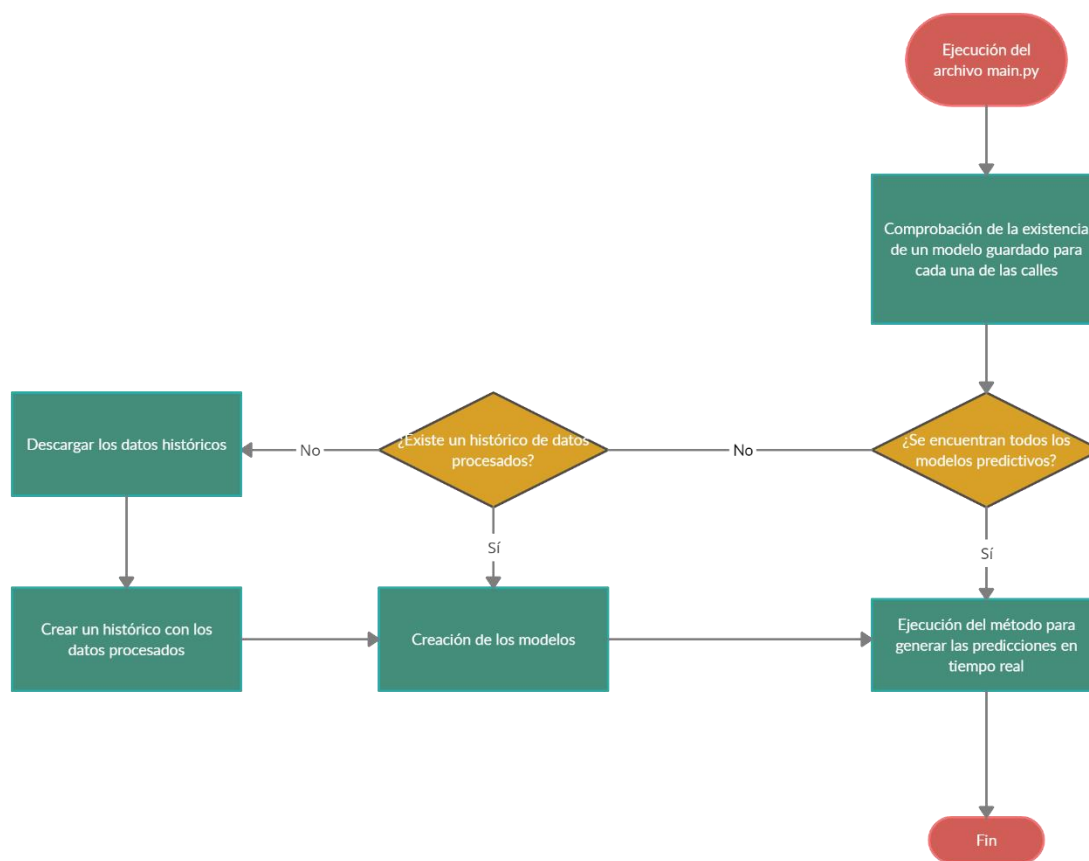 Ejecución del
archivo main.py
Comprobación de la existencia
de un modelo guardado para
cada una de las calles
¿Se encuentran todos los
modelos predictivos?
No
Sí
¿Existe un histórico de datos
procesados?
No
Sí
Descargar los datos históricos
Crear un histórico con los
datos procesados
Creación de los modelos
Ejecución del método para
generar las predicciones en
tiempo real
Fin